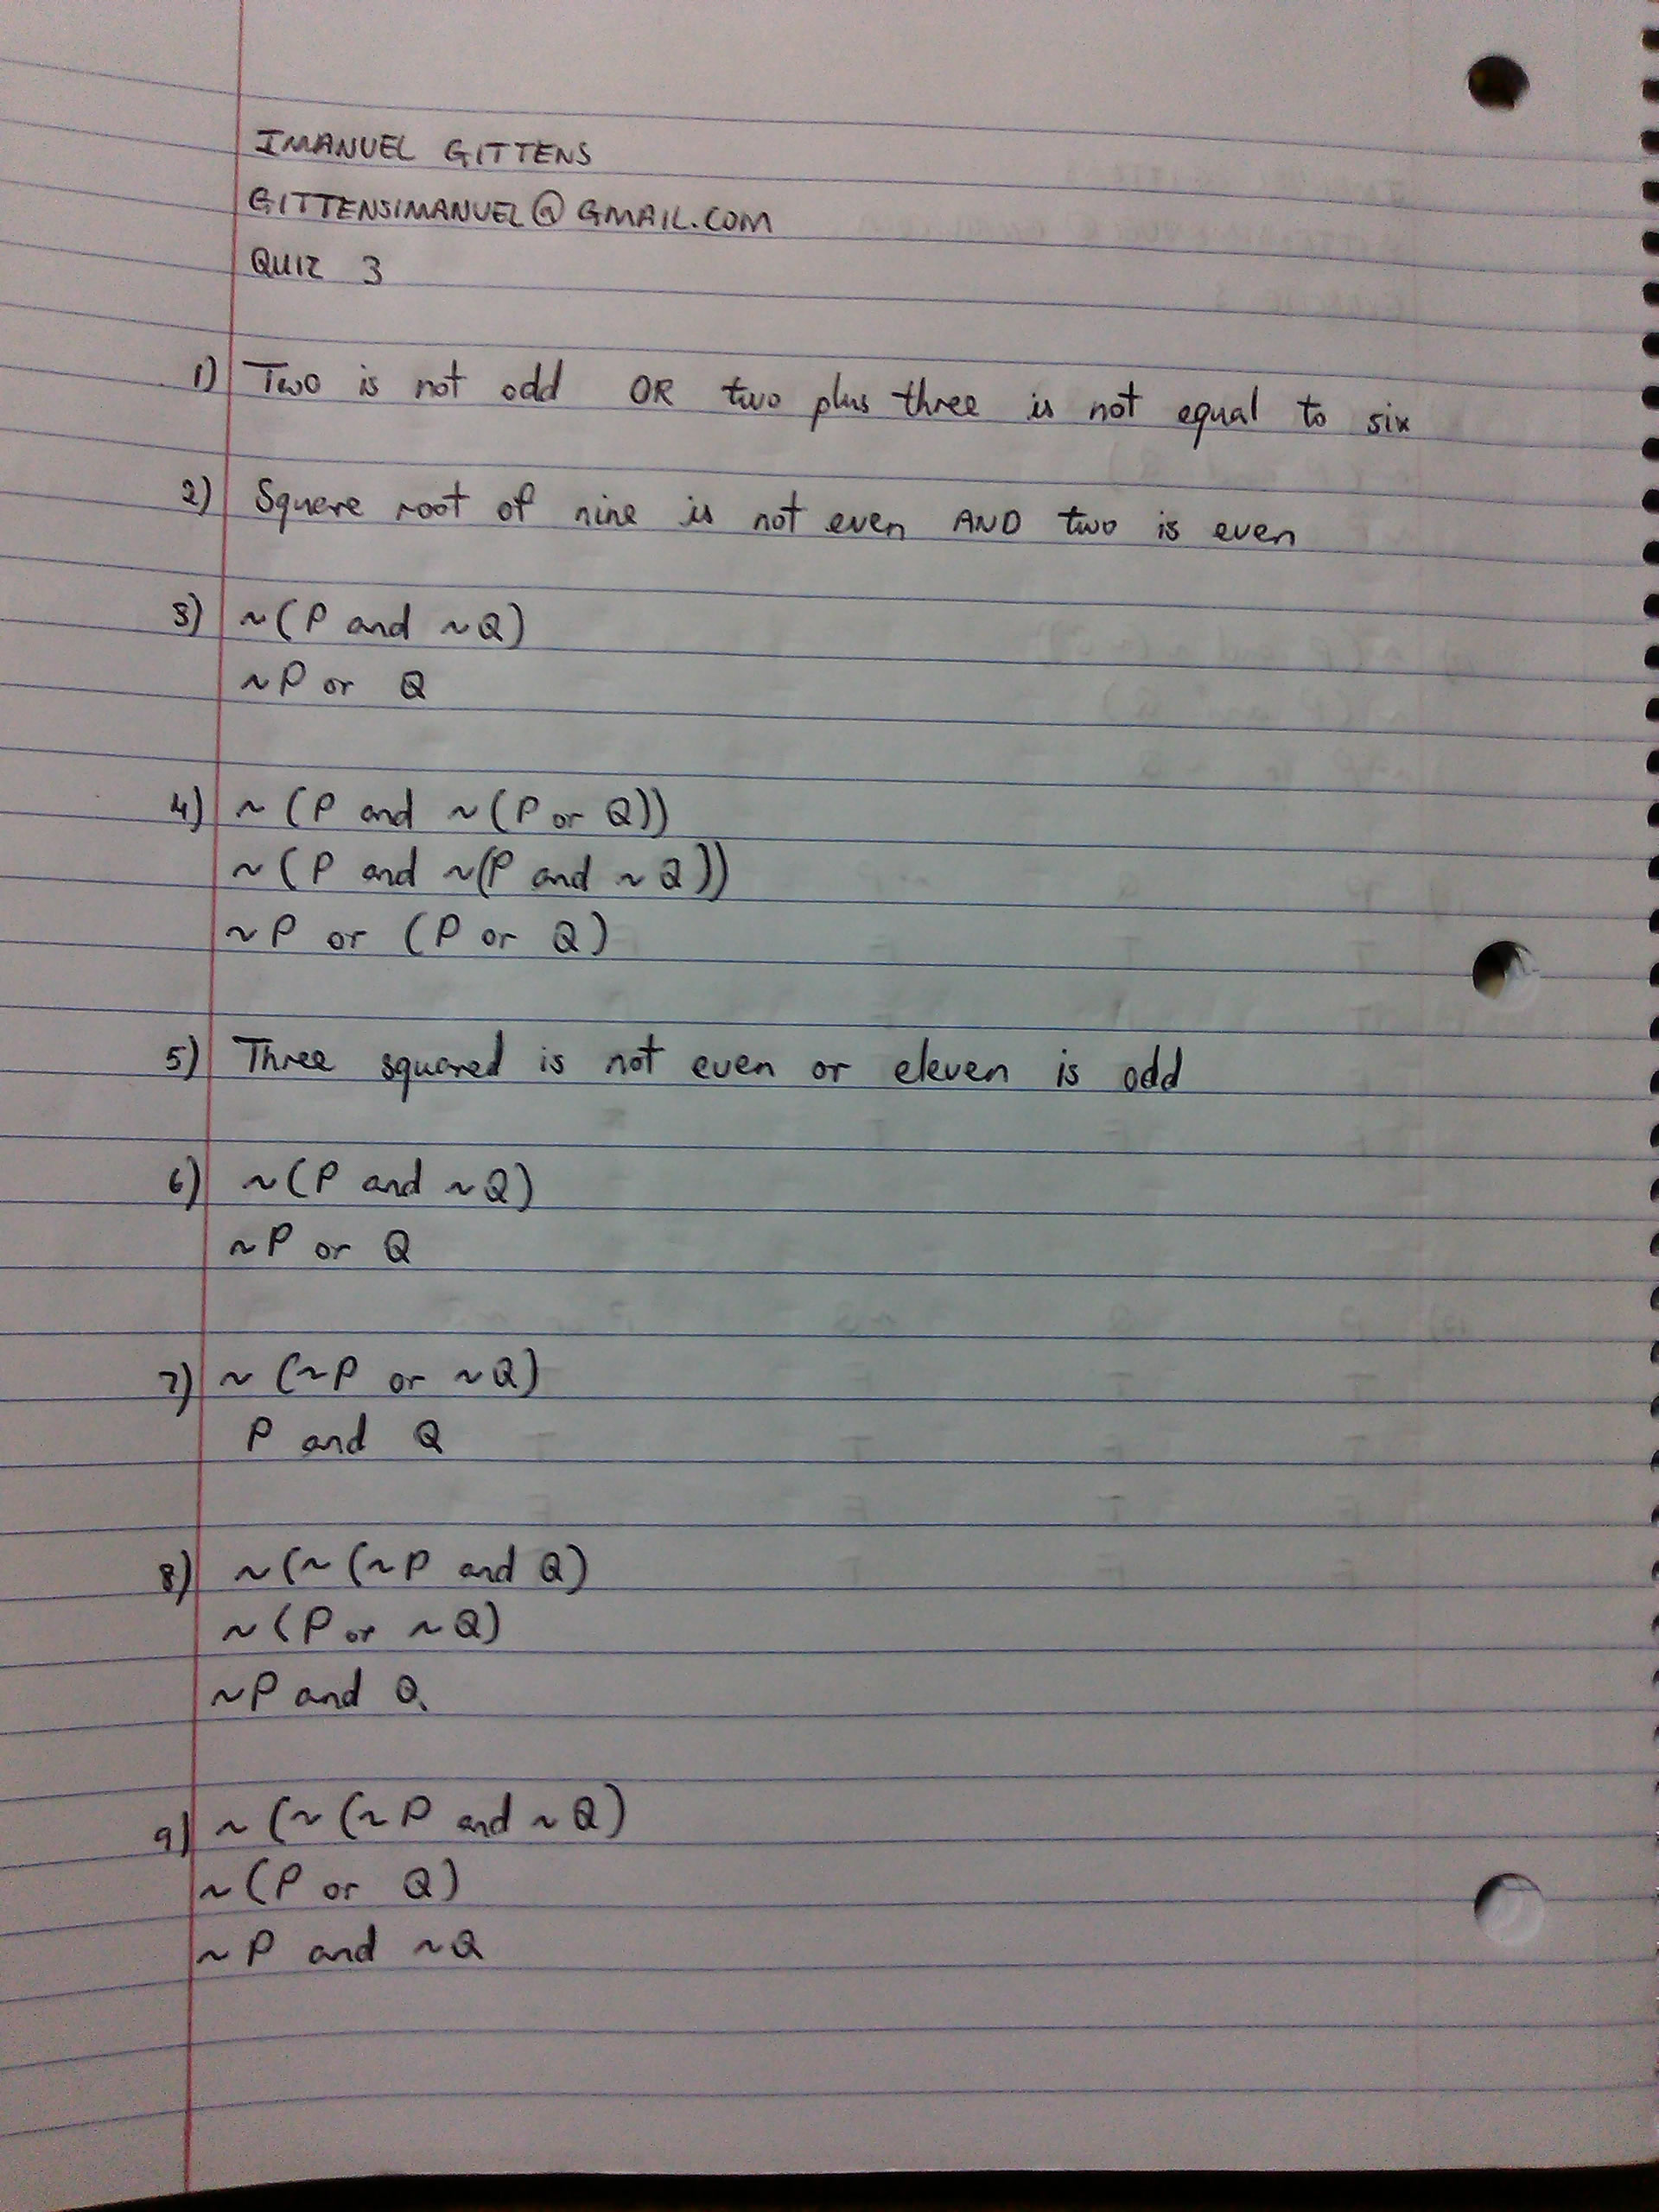 IMANUEL GITTENS
GITTENSIMANUEL@GMAIL.COM
QUIZ 3
1) Two is not odd OR two plus three is not equal to six
2) Square root of nine is not even AND two is even
3) ~(P and ~Q)
~P or Q
4) ~(P and ~(P or Q))
~(P and ~(P and ~Q))
~P or (P or Q)
5) Three squared is not even or eleven is odd
6) ~(P and ~Q)
~P or Q
7) ~(~P or ~Q)
P and Q
8) ~(~(~P and Q)
~(P or ~Q)
~P and Q
9) ~(~(~P and ~Q)
~(P or Q)
~P and ~Q